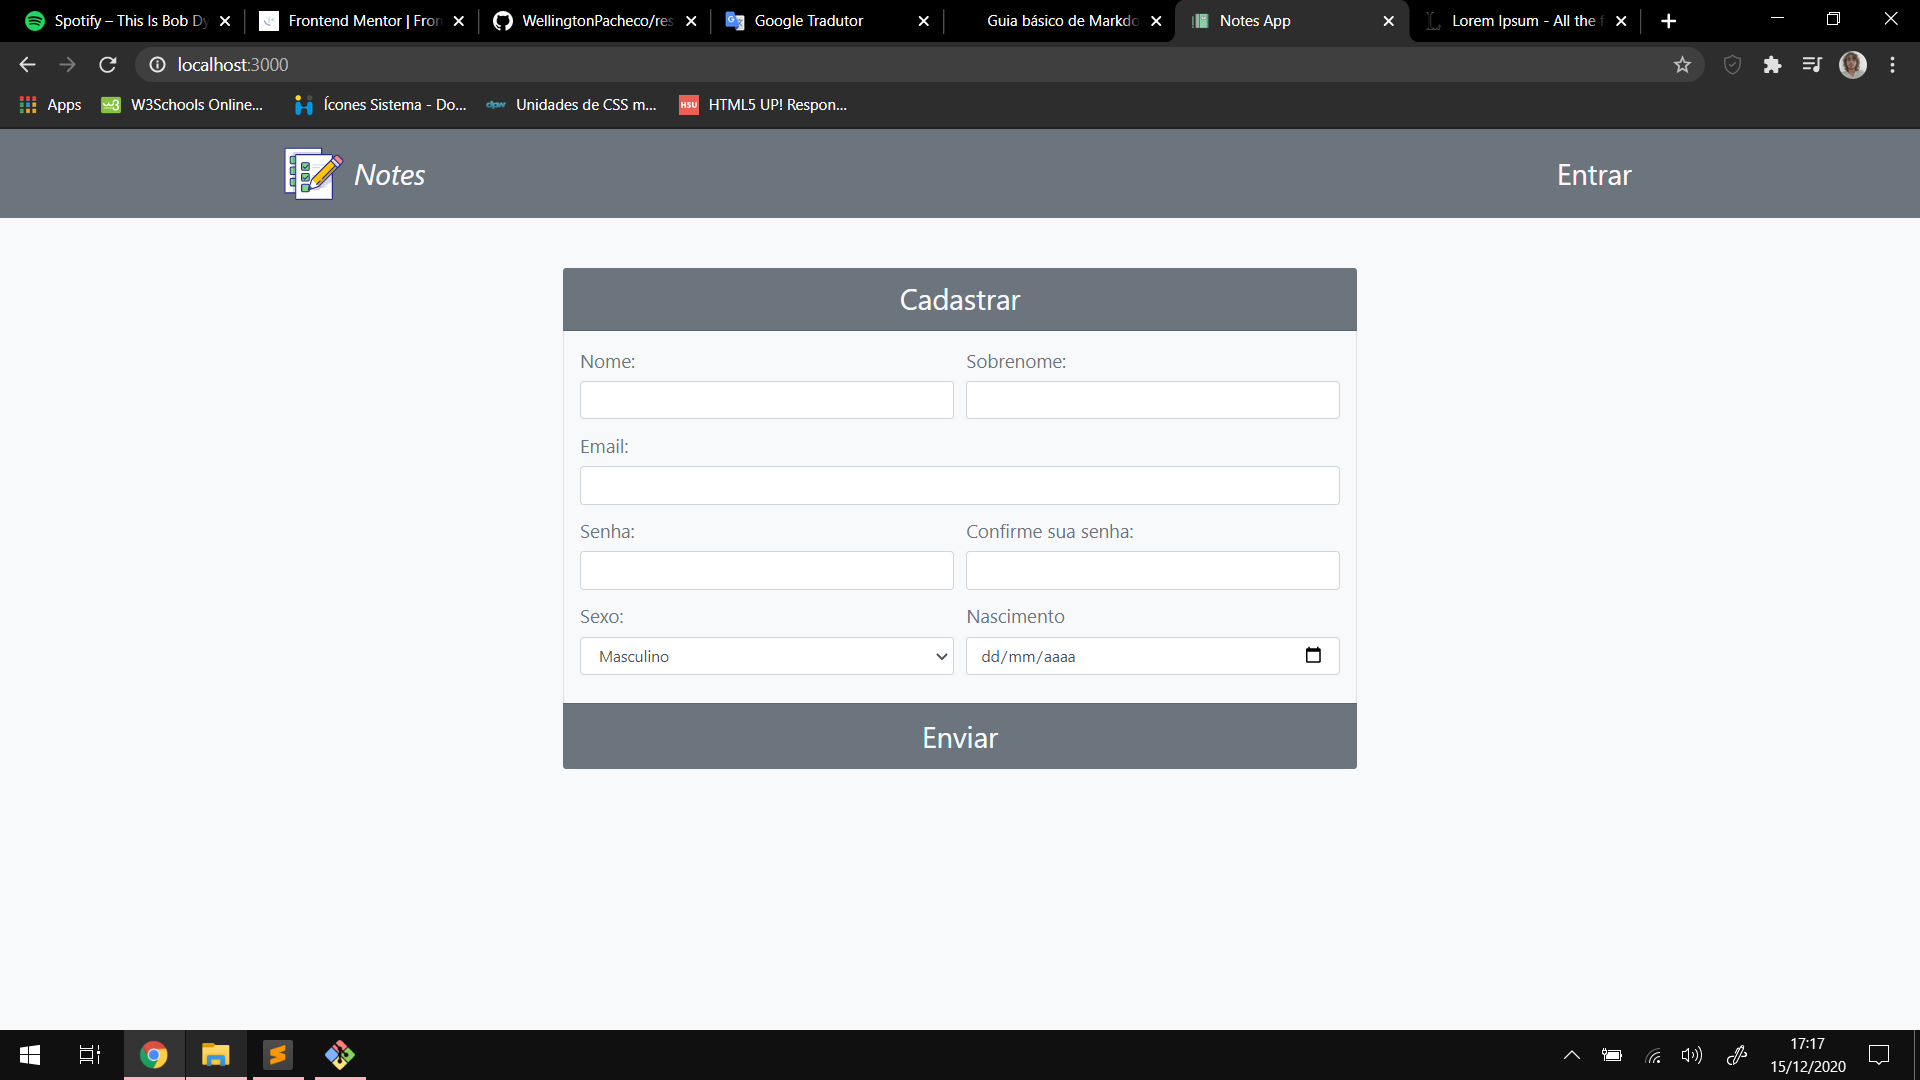 Spotify – This Is Bob Dy
Frontend Mentor | Fron
WellingtonPacheco/res
Google Tradutor
Guia básico de Markdo
Notes App
Lorem Ipsum - All the f
localhost:3000
Apps
W3Schools Online...
Ícones Sistema - Do...
dpw
Unidades de CSS m...
H5U
HTML5 UP! Respon...
Notes
Entrar
Cadastrar
Nome:
Sobrenome:
Email:
Senha:
Confirme sua senha:
Sexo:
Nascimento
Masculino
dd/mm/aaaa
Enviar
17:17
15/12/2020